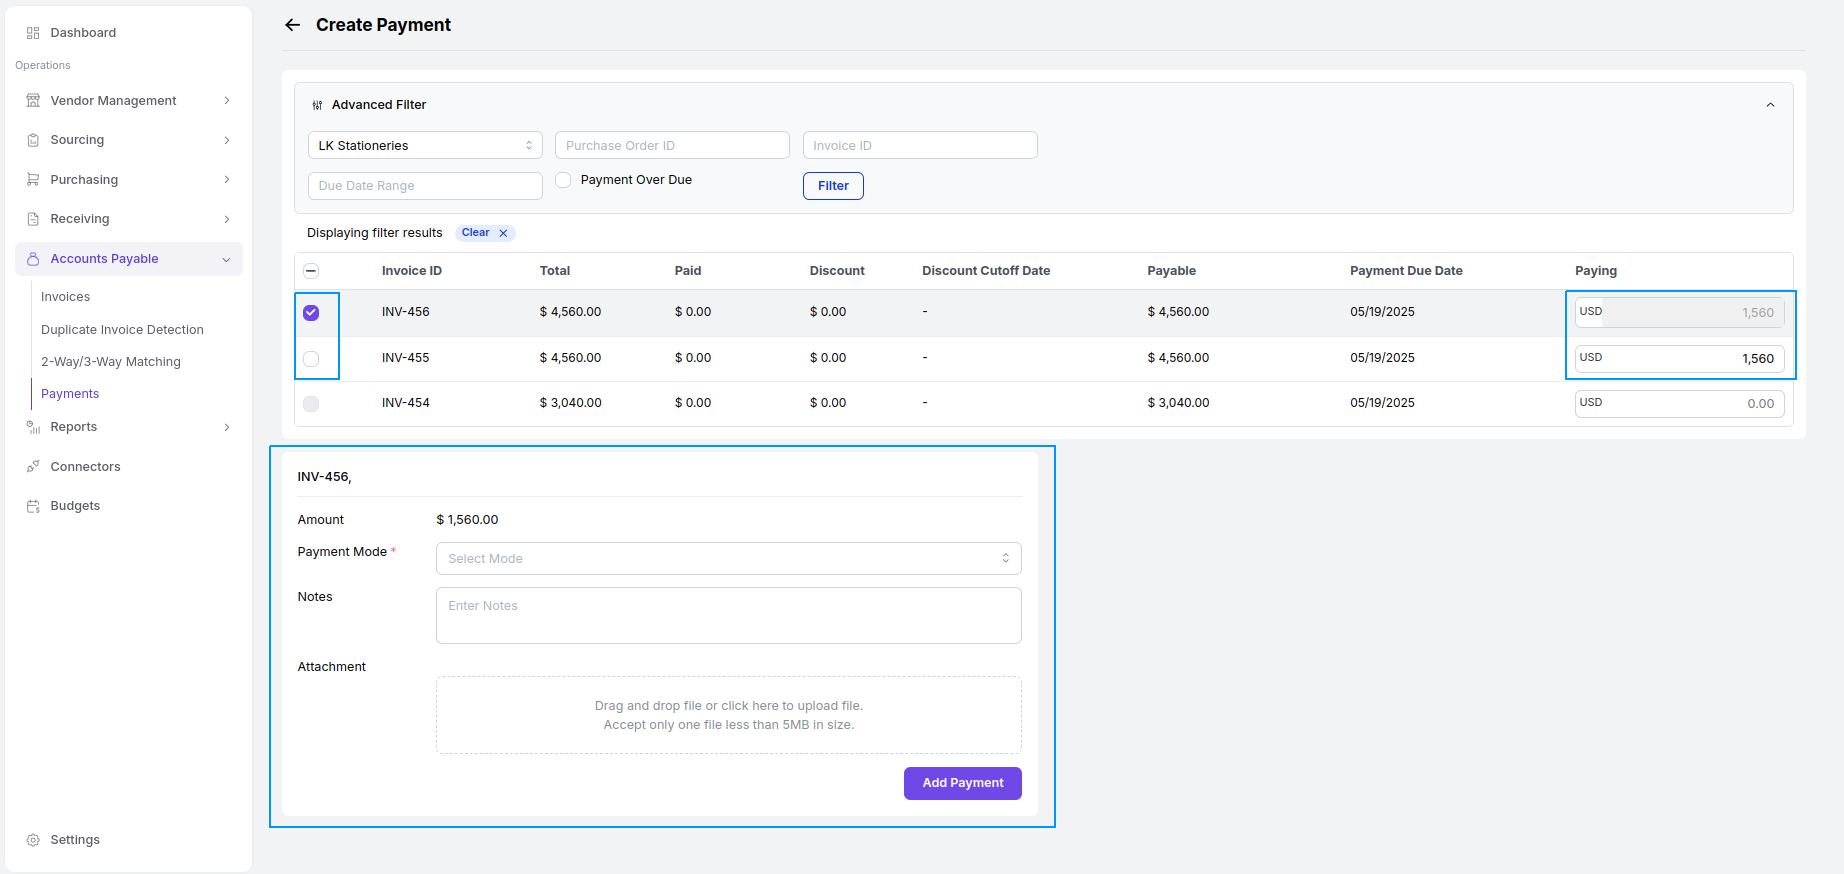 Dashboard
Operations
Vendor Management
Sourcing
Purchasing
Receiving
Accounts Payable
Invoices
Duplicate Invoice Detection
2-Way/3-Way Matching
Payments
Reports
Connectors
Budgets
Settings
Create Payment
Advanced Filter
LK Stationeries Purchase Order ID Invoice ID
Due Date Range Payment Over Due Filter
Displaying filter results Clear
Invoice ID Total Paid Discount Discount Cutoff Date Payable Payment Due Date Paying
INV-456 $ 4,560.00 $ 0.00 $ 0.00 - $ 4,560.00 05/19/2025 USD 1,560
INV-455 $ 4,560.00 $ 0.00 $ 0.00 - $ 4,560.00 05/19/2025 USD 1,560
INV-454 $ 3,040.00 $ 0.00 $ 0.00 - $ 3,040.00 05/19/2025 USD 0.00
INV-456,
Amount $ 1,560.00
Payment Mode * Select Mode
Notes Enter Notes
Attachment
Drag and drop file or click here to upload file.
Accept only one file less than 5MB in size.
Add Payment